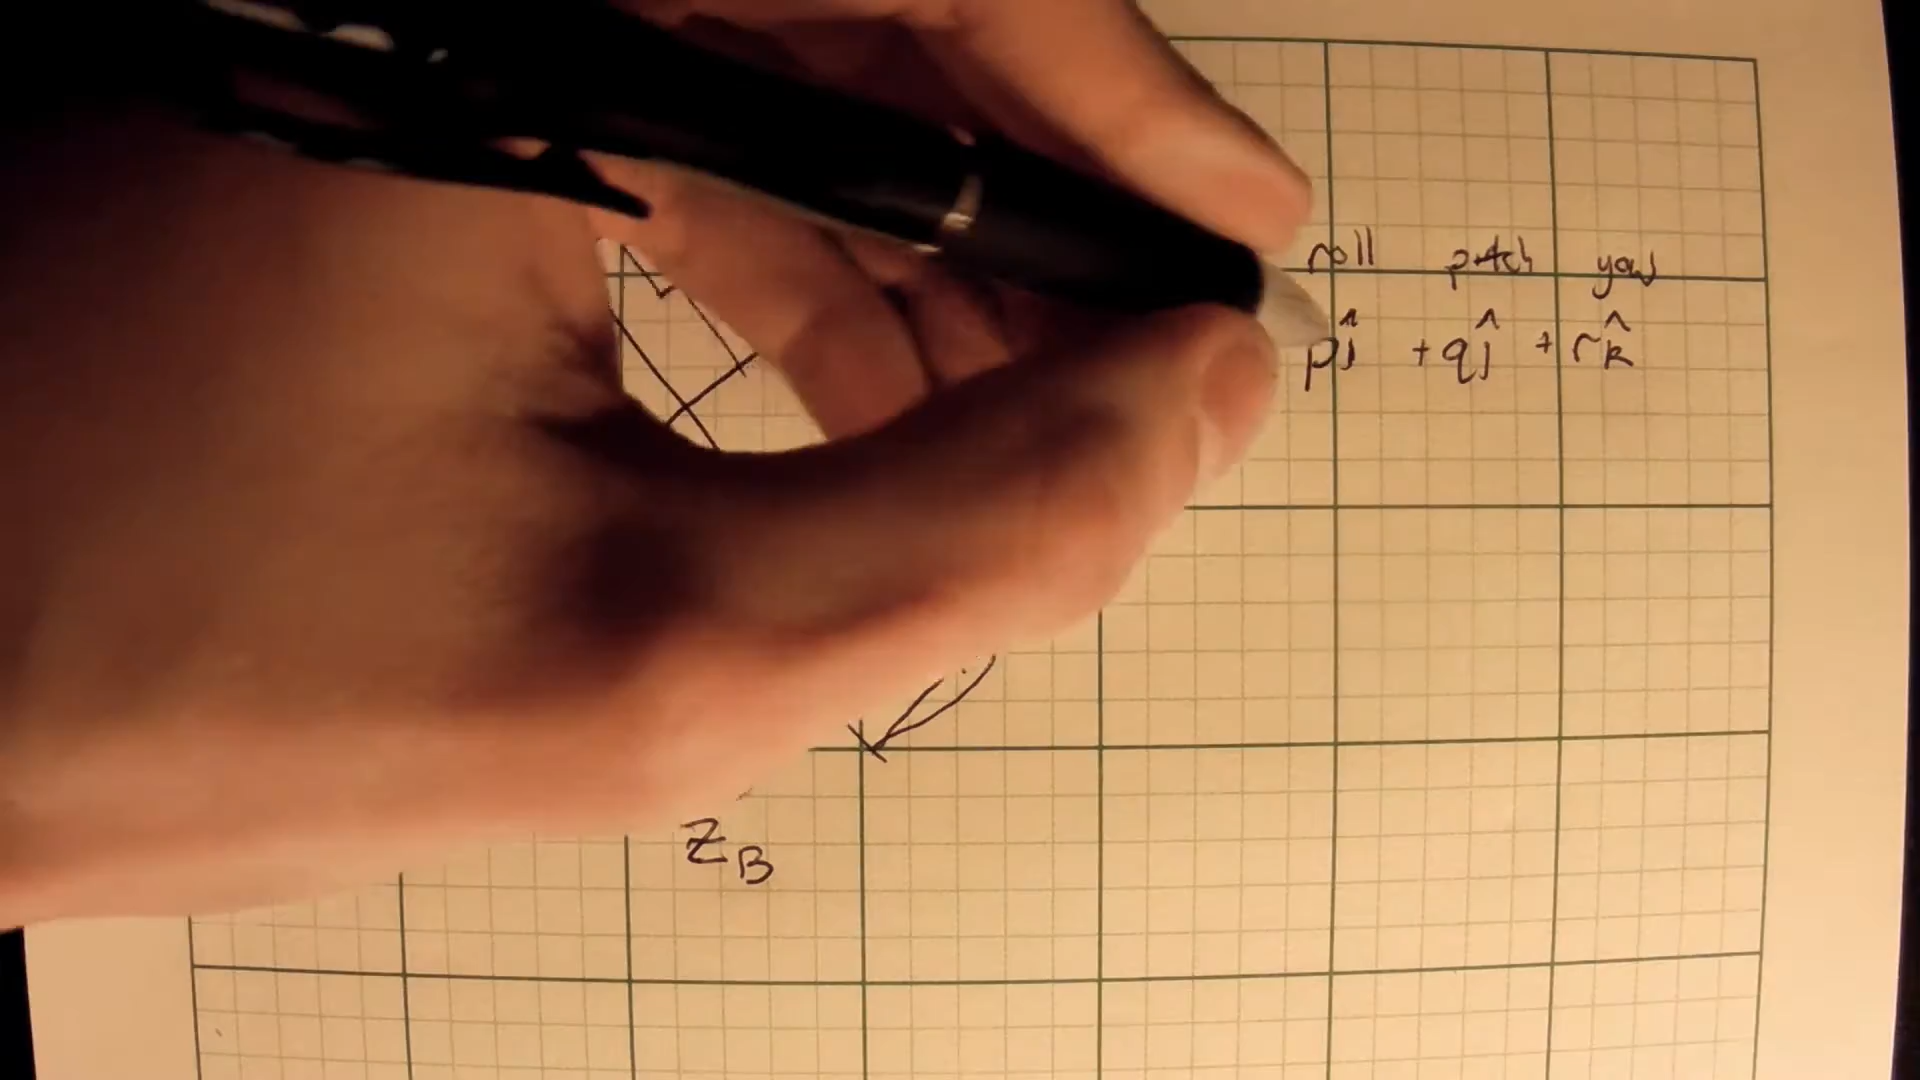 roll pitch yaw
pî + qĵ + rk̂
Z_B